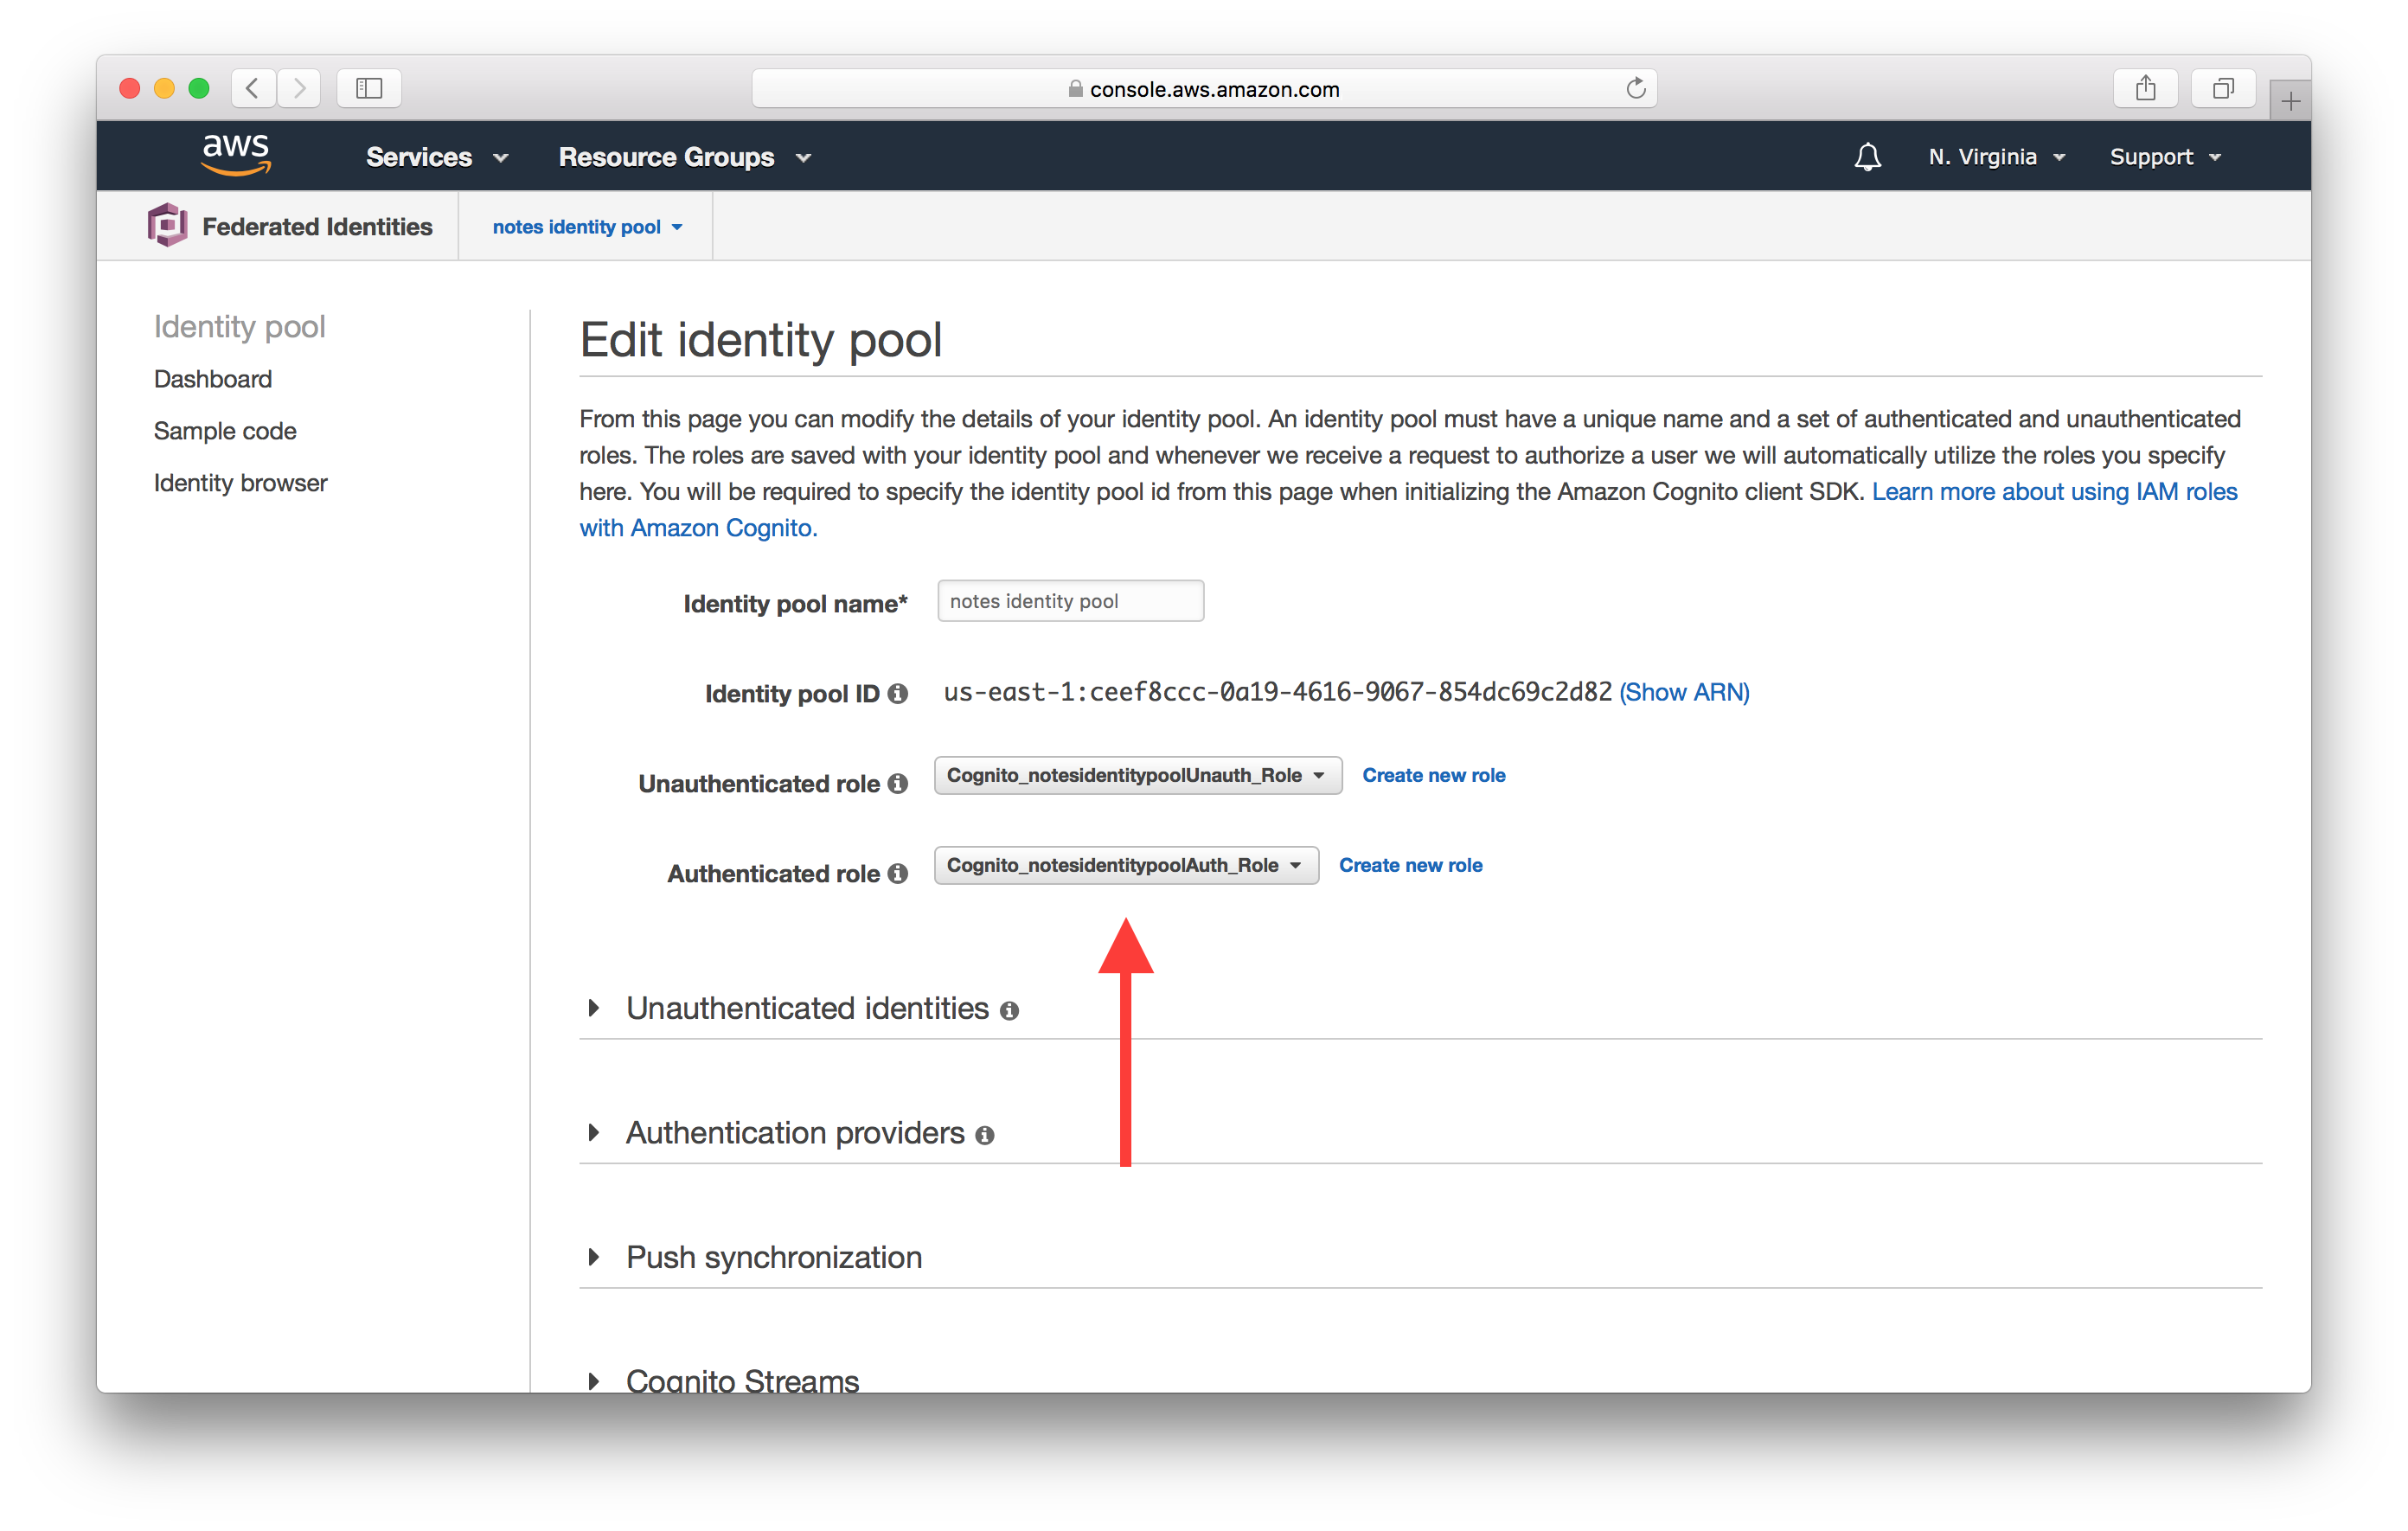 console.aws.amazon.com
aws Services Resource Groups N. Virginia Support
Federated Identities notes identity pool
Identity pool
Dashboard
Sample code
Identity browser
Edit identity pool
From this page you can modify the details of your identity pool. An identity pool must have a unique name and a set of authenticated and unauthenticated
roles. The roles are saved with your identity pool and whenever we receive a request to authorize a user we will automatically utilize the roles you specify
here. You will be required to specify the identity pool id from this page when initializing the Amazon Cognito client SDK. Learn more about using IAM roles
with Amazon Cognito.
Identity pool name* notes identity pool
Identity pool ID us-east-1:ceef8ccc-0a19-4616-9067-854dc69c2d82 (Show ARN)
Unauthenticated role Cognito_notesidentitypoolUnauth_Role Create new role
Authenticated role Cognito_notesidentitypoolAuth_Role Create new role
Unauthenticated identities
Authentication providers
Push synchronization
Cognito Streams